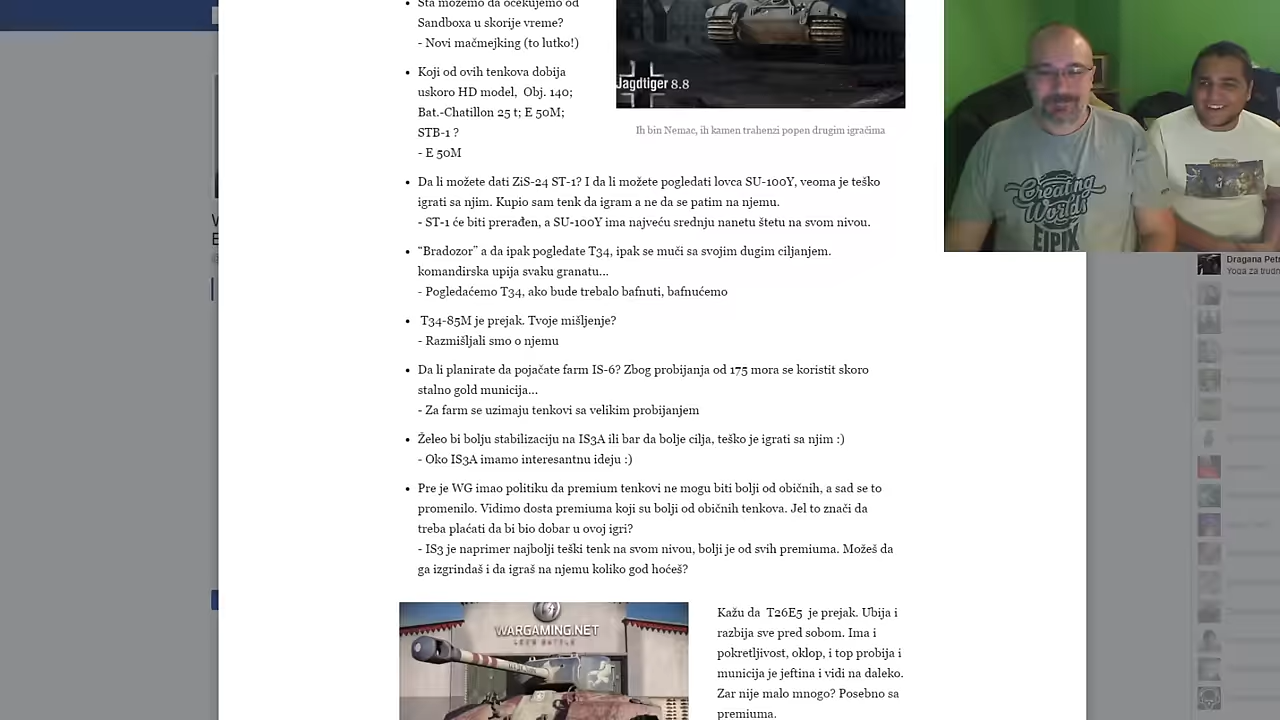 Šta možemo da očekujemo od
Sandboxa u skorije vreme?
- Novi mačmejking (to lutko!)
Koji od ovih tenkova dobija
uskoro HD model, Obj. 140;
Bat.-Chatillon 25 t; E 50M;
STB-1 ?
- E 50M
Jagdtiger 8.8
Ih bin Nemac, ih kamen trahenzi popen drugim igračima
Da li možete dati ZiS-24 ST-1? I da li možete pogledati lovca SU-100Y, veoma je teško
igrati sa njim. Kupio sam tenk da igram a ne da se patim na njemu.
- ST-1 će biti prerađen, a SU-100Y ima najveću srednju nanetu štetu na svom nivou.
“Bradozor” a da ipak pogledate T34, ipak se muči sa svojim dugim ciljanjem.
komandirska upija svaku granatu...
- Pogledaćemo T34, ako bude trebalo bafnuti, bafnućemo
T34-85M je prejak. Tvoje mišljenje?
- Razmišljali smo o njemu
Da li planirate da pojačate farm IS-6? Zbog probijanja od 175 mora se koristit skoro
stalno gold municija...
- Za farm se uzimaju tenkovi sa velikim probijanjem
Želeo bi bolju stabilizaciju na IS3A ili bar da bolje cilja, teško je igrati sa njim :)
- Oko IS3A imamo interesantnu ideju :)
Pre je WG imao politiku da premium tenkovi ne mogu biti bolji od običnih, a sad se to
promenilo. Vidimo dosta premiuma koji su bolji od običnih tenkova. Jel to znači da
treba plaćati da bi bio dobar u ovoj igri?
- IS3 je naprimer najbolji teški tenk na svom nivou, bolji je od svih premiuma. Možeš da
ga izgrindaš i da igraš na njemu koliko god hoćeš?
WARGAMING.NET
LET'S BATTLE
Kažu da T26E5 je prejak. Ubija i
razbija sve pred sobom. Ima i
pokretljivost, oklop, i top probija i
municija je jeftina i vidi na daleko.
Zar nije malo mnogo? Posebno sa
premiuma.
Creating
Worlds
EIPIX
Dragana Petr
Yoga za trudn